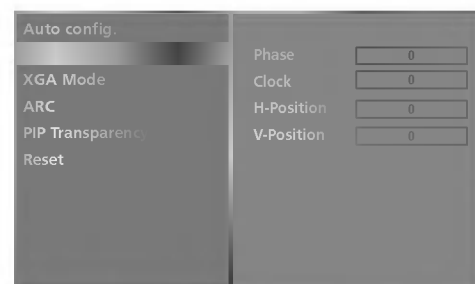 Auto config.
XGA Mode
ARC
PIP Transparency
Reset
Phase 0
Clock 0
H-Position 0
V-Position 0